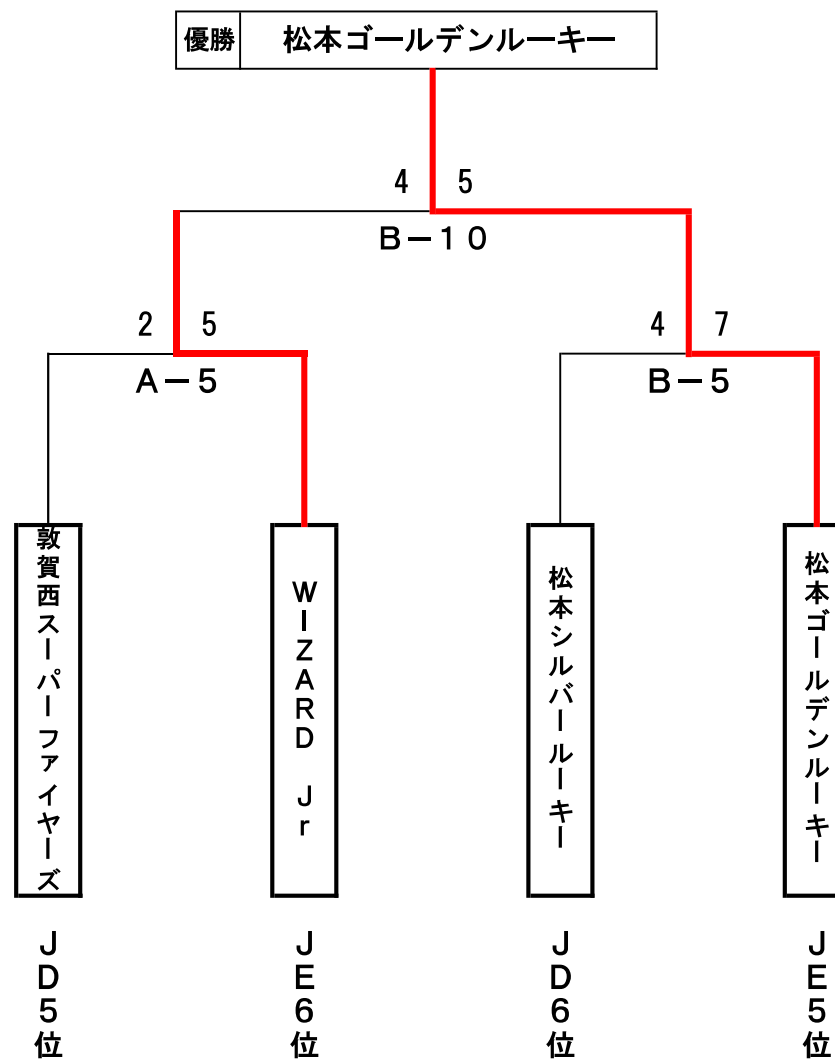 優勝 松本ゴールデンルーキー
4 5
B-10
2 5
4 7
A-5
B-5
敦賀西スーパーファイヤーズ
WIZARD Jr
松本シルバールーキー
松本ゴールデンルーキー
JD5位
JE6位
JD6位
JE5位